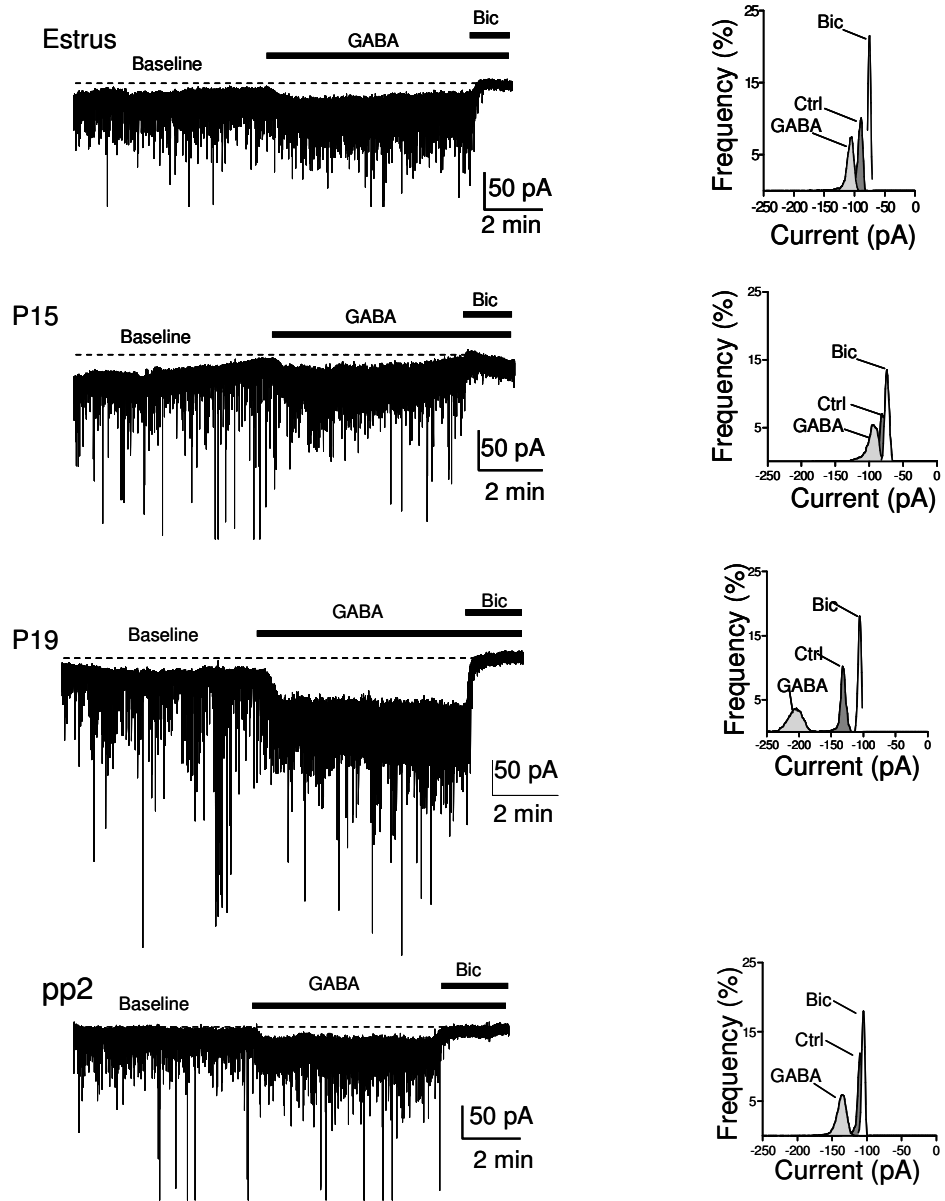 Estrus
Baseline
GABA
Bic
50 pA
2 min
Frequency (%)
25
15
5
Bic
Ctrl
GABA
-250 -200 -150 -100 -50 0
Current (pA)
P15
Baseline
GABA
Bic
50 pA
2 min
Frequency (%)
25
15
5
Bic
Ctrl
GABA
-250 -200 -150 -100 -50 0
Current (pA)
P19
Baseline
GABA
Bic
50 pA
2 min
Frequency (%)
25
15
5
Bic
Ctrl
GABA
-250 -200 -150 -100 -50 0
Current (pA)
pp2
Baseline
GABA
Bic
50 pA
2 min
Frequency (%)
25
15
5
Bic
Ctrl
GABA
-250 -200 -150 -100 -50 0
Current (pA)